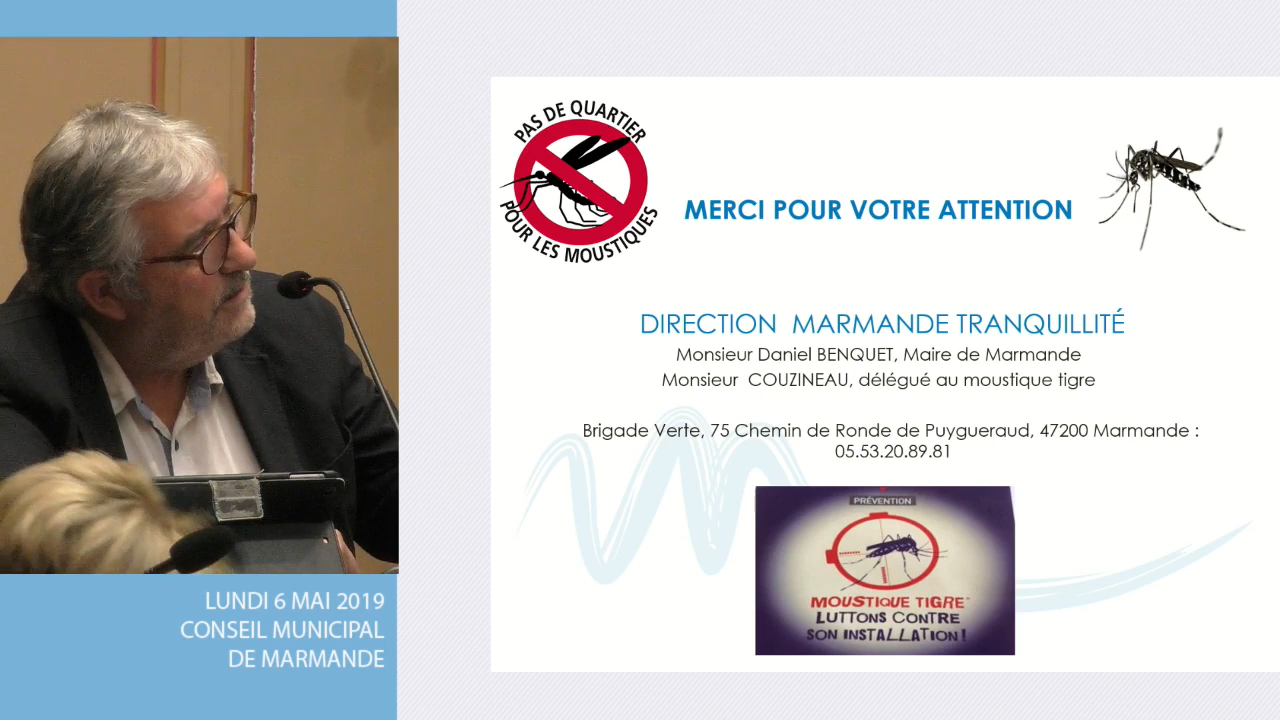 PAS DE QUARTIER
POUR LES MOUSTIQUES
MERCI POUR VOTRE ATTENTION
DIRECTION MARMANDE TRANQUILLITÉ
Monsieur Daniel BENQUET, Maire de Marmande
Monsieur COUZINEAU, délégué au moustique tigre
Brigade Verte, 75 Chemin de Ronde de Puygueraud, 47200 Marmande :
05.53.20.89.81
PRÉVENTION
MOUSTIQUE TIGRE
LUTTONS CONTRE
SON INSTALLATION !
LUNDI 6 MAI 2019
CONSEIL MUNICIPAL
DE MARMANDE